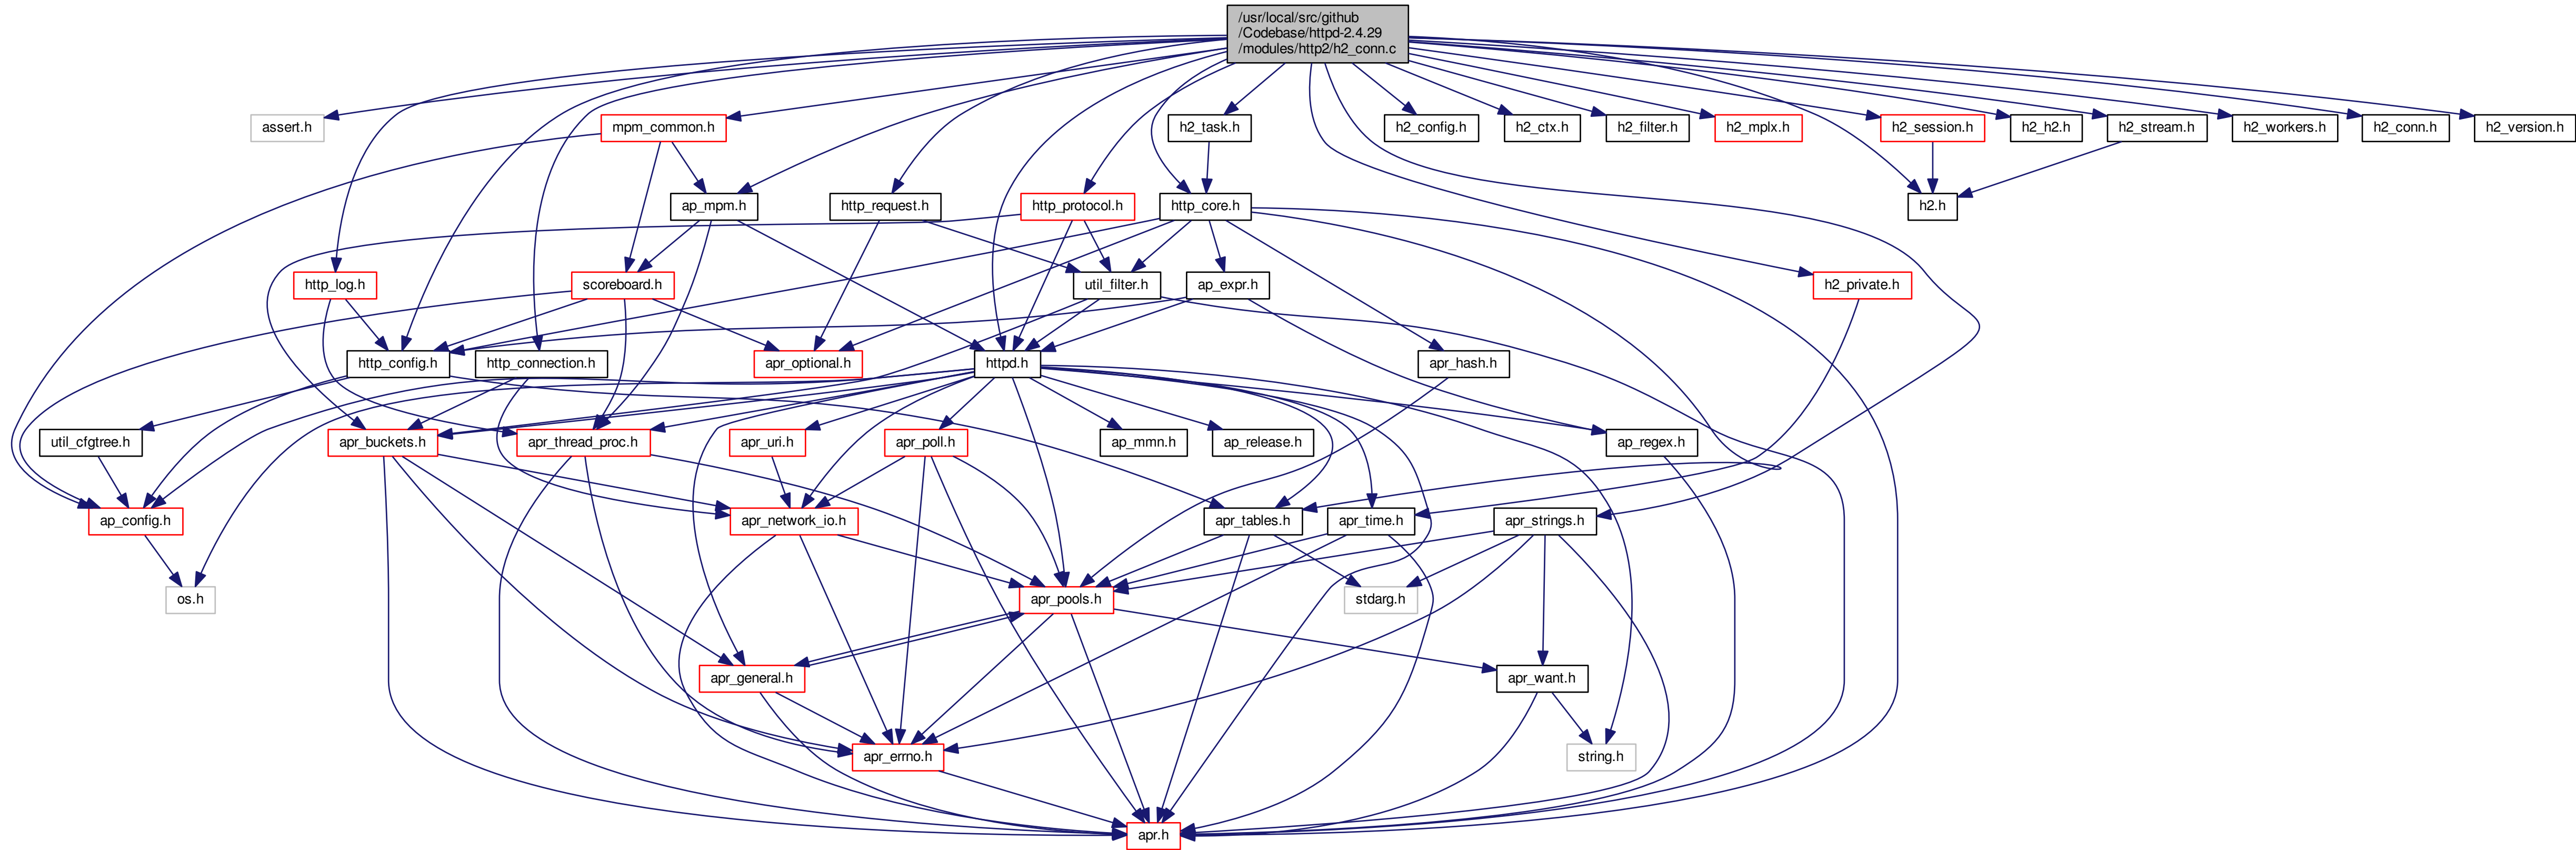 /usr/local/src/github
/Codebase/httpd-2.4.29
/modules/http2/h2_conn.c
assert.h
mpm_common.h
h2_task.h
h2_config.h
h2_ctx.h
h2_filter.h
h2_mplx.h
h2_session.h
h2_h2.h
h2_stream.h
h2_workers.h
h2_conn.h
h2_version.h
ap_mpm.h
http_request.h
http_protocol.h
http_core.h
h2.h
http_log.h
scoreboard.h
util_filter.h
ap_expr.h
h2_private.h
http_config.h
http_connection.h
apr_optional.h
httpd.h
apr_hash.h
util_cfgtree.h
apr_buckets.h
apr_thread_proc.h
apr_uri.h
apr_poll.h
ap_mmn.h
ap_release.h
ap_regex.h
ap_config.h
apr_network_io.h
apr_tables.h
apr_time.h
apr_strings.h
os.h
apr_pools.h
stdarg.h
apr_general.h
apr_want.h
apr_errno.h
string.h
apr.h